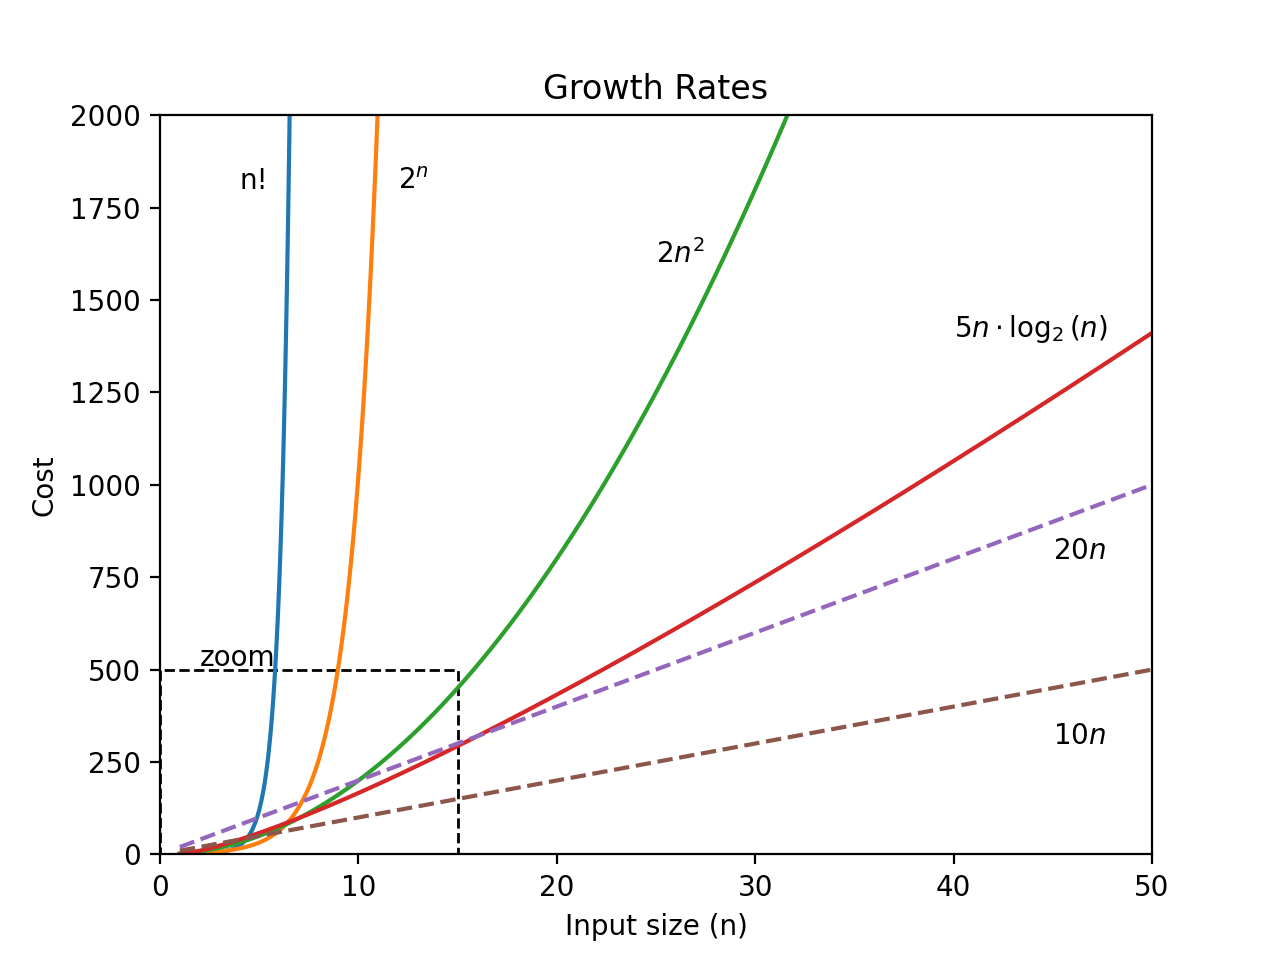 Growth Rates
2000
1750
1500
1250
1000
750
500
250
0
Cost
n!
2ⁿ
2n²
5n · log₂ (n)
20n
10n
zoom
0 10 20 30 40 50
Input size (n)